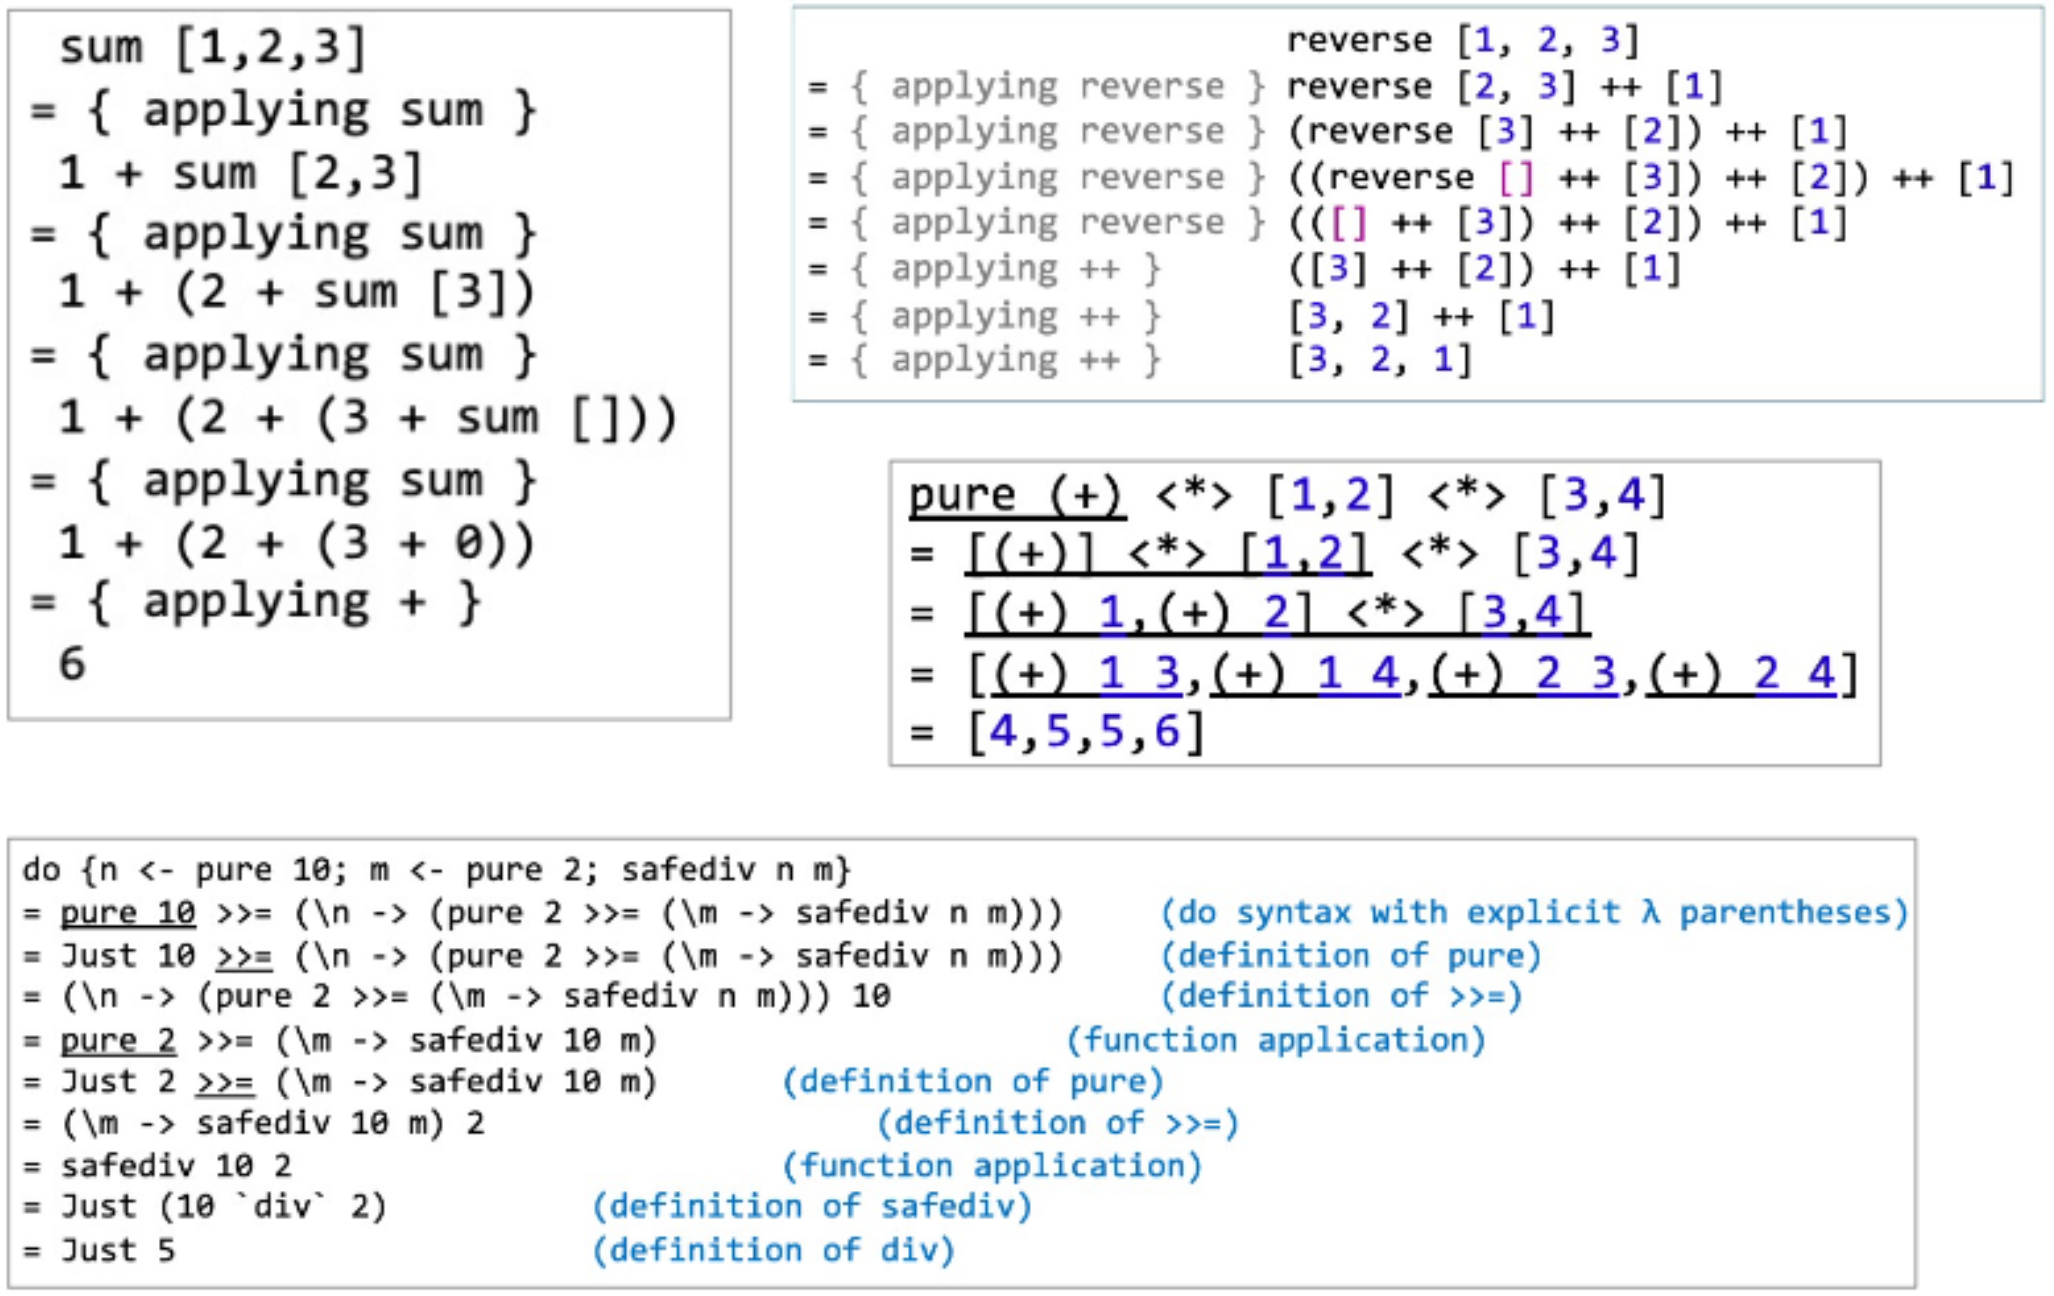 sum [1,2,3]
= { applying sum }
1 + sum [2,3]
= { applying sum }
1 + (2 + sum [3])
= { applying sum }
1 + (2 + (3 + sum []))
= { applying sum }
1 + (2 + (3 + 0))
= { applying + }
6
reverse [1, 2, 3]
= { applying reverse } reverse [2, 3] ++ [1]
= { applying reverse } (reverse [3] ++ [2]) ++ [1]
= { applying reverse } ((reverse [] ++ [3]) ++ [2]) ++ [1]
= { applying reverse } (([] ++ [3]) ++ [2]) ++ [1]
= { applying ++ } ([3] ++ [2]) ++ [1]
= { applying ++ } [3, 2] ++ [1]
= { applying ++ } [3, 2, 1]
pure (+) <*> [1,2] <*> [3,4]
= [(+)] <*> [1,2] <*> [3,4]
= [(+) 1,(+) 2] <*> [3,4]
= [(+) 1 3,(+) 1 4,(+) 2 3,(+) 2 4]
= [4,5,5,6]
do {n <- pure 10; m <- pure 2; safediv n m}
= pure 10 >>= (\n -> (pure 2 >>= (\m -> safediv n m))) (do syntax with explicit λ parentheses)
= Just 10 >>= (\n -> (pure 2 >>= (\m -> safediv n m))) (definition of pure)
= (\n -> (pure 2 >>= (\m -> safediv n m))) 10 (definition of >>=)
= pure 2 >>= (\m -> safediv 10 m) (function application)
= Just 2 >>= (\m -> safediv 10 m) (definition of pure)
= (\m -> safediv 10 m) 2 (definition of >>=)
= safediv 10 2 (function application)
= Just (10 `div` 2) (definition of safediv)
= Just 5 (definition of div)